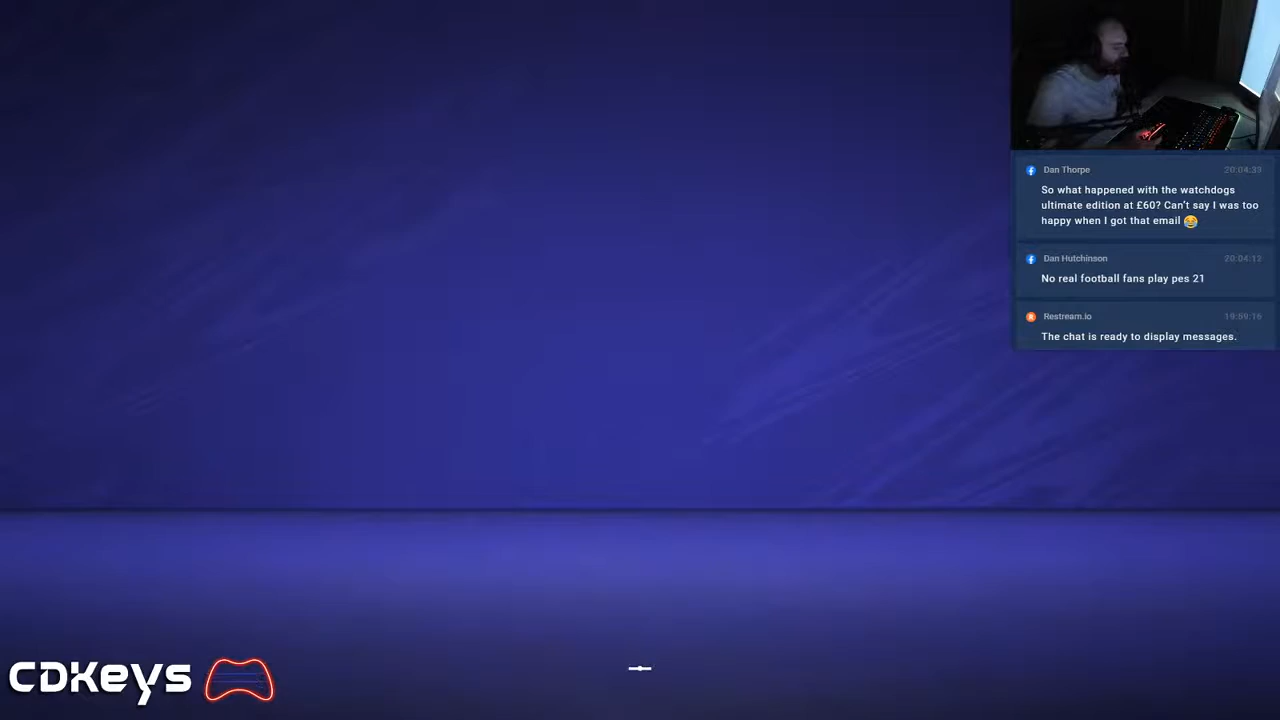 Dan Thorpe 20:04:39
So what happened with the watchdogs
ultimate edition at £60? Can't say I was too
happy when I got that email 😂
Dan Hutchinson 20:04:12
No real football fans play pes 21
Restream.io 19:59:16
The chat is ready to display messages.
CDKeys